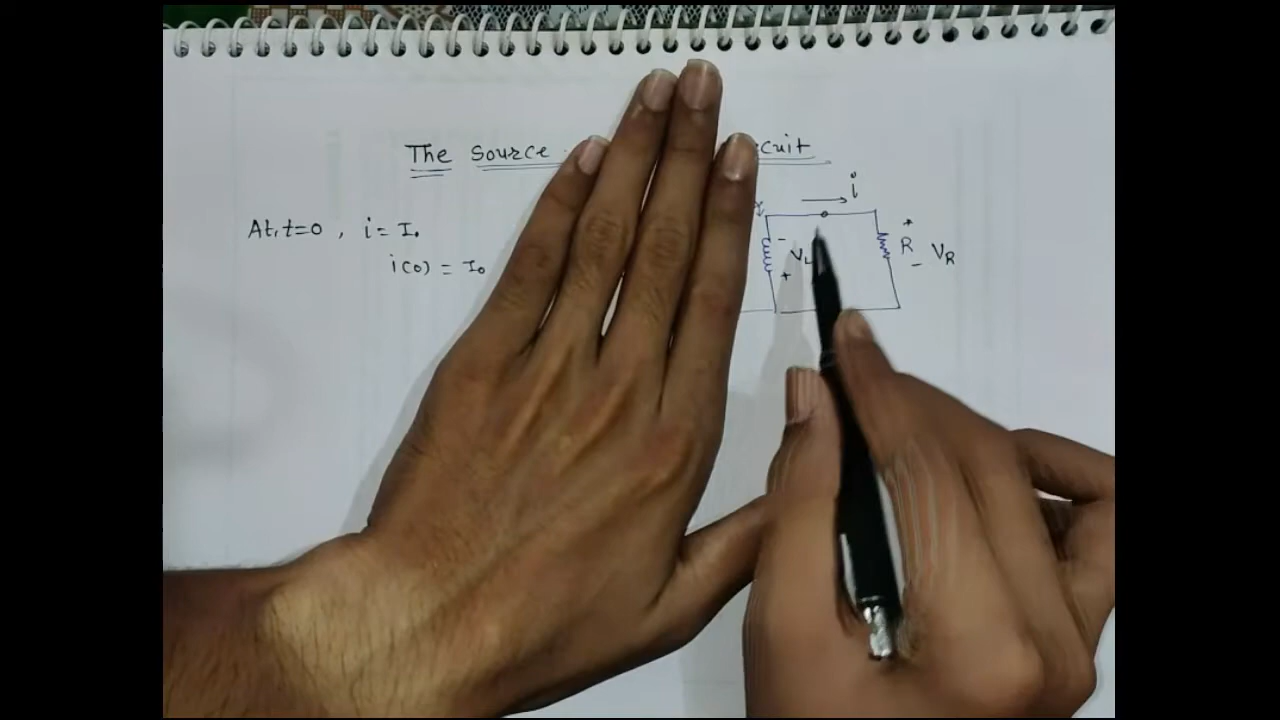 The Source cuit
At, t=0 , i = I₀
i(0) = I₀
i
- V_L +
+ R - V_R